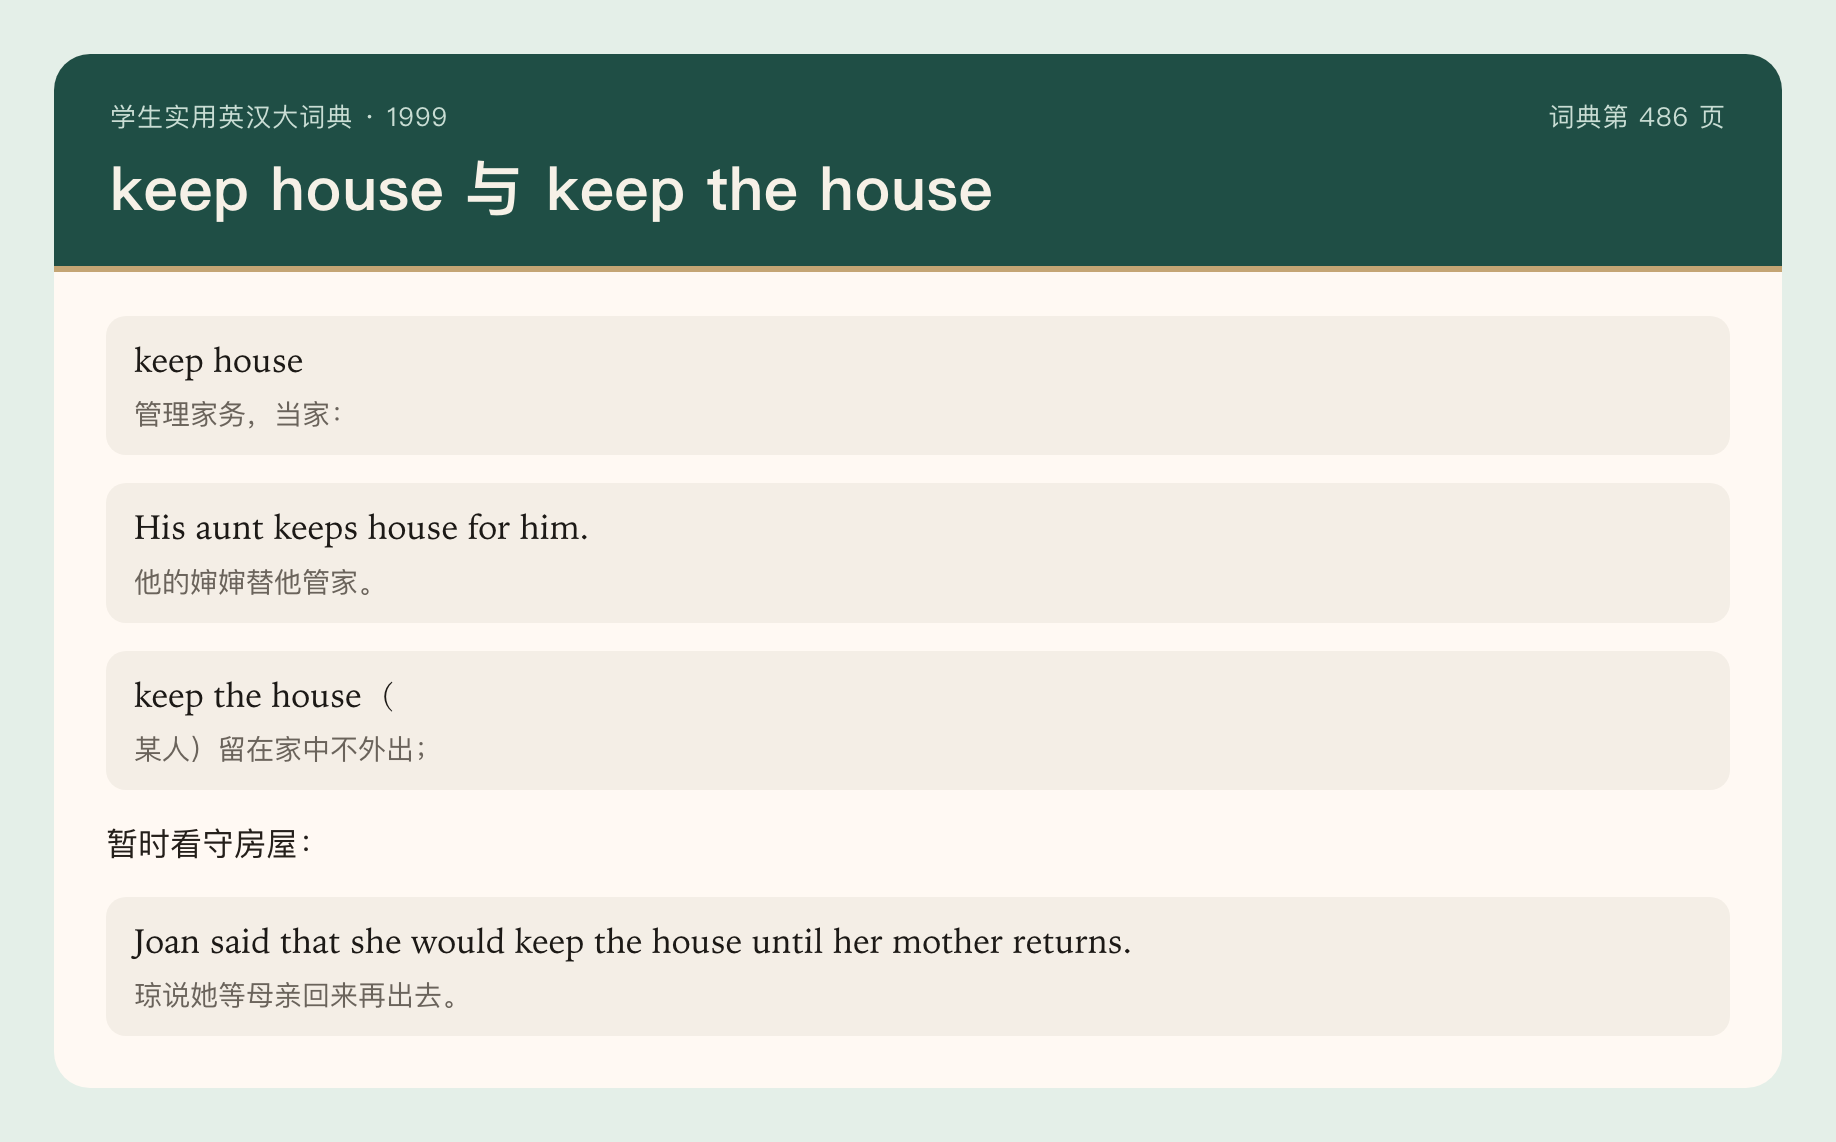 学生实用英汉大词典 · 1999
词典第 486 页
keep house 与 keep the house
keep house
管理家务，当家：
His aunt keeps house for him.
他的婶婶替他管家。
keep the house（
某人）留在家中不外出；
暂时看守房屋：
Joan said that she would keep the house until her mother returns.
琼说她等母亲回来再出去。